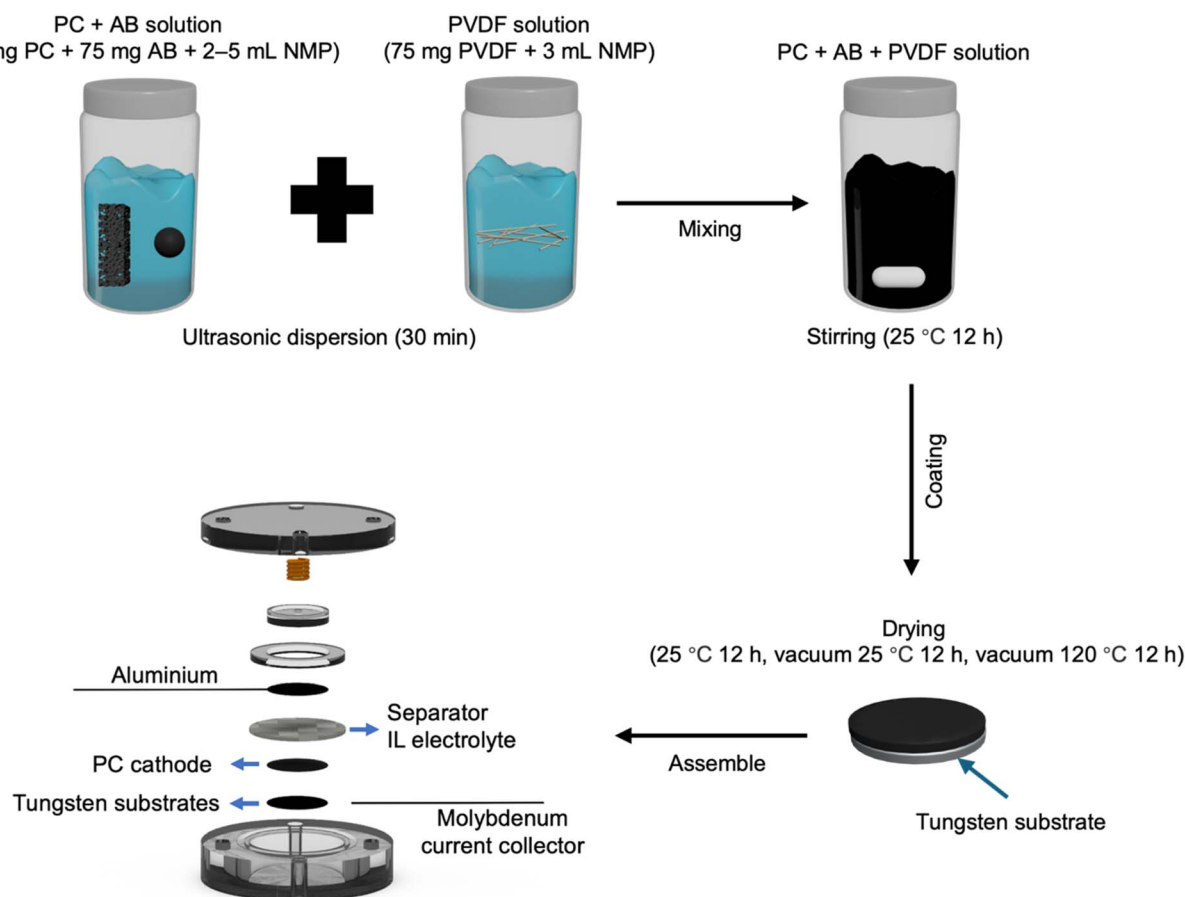 PC + AB solution
PC + 75 mg AB + 2–5 mL NMP)
PVDF solution
(75 mg PVDF + 3 mL NMP)
PC + AB + PVDF solution
Mixing
Ultrasonic dispersion (30 min)
Stirring (25 °C 12 h)
Coating
Drying
(25 °C 12 h, vacuum 25 °C 12 h, vacuum 120 °C 12 h)
Aluminium
Separator
IL electrolyte
PC cathode
Assemble
Tungsten substrates
Molybdenum
current collector
Tungsten substrate